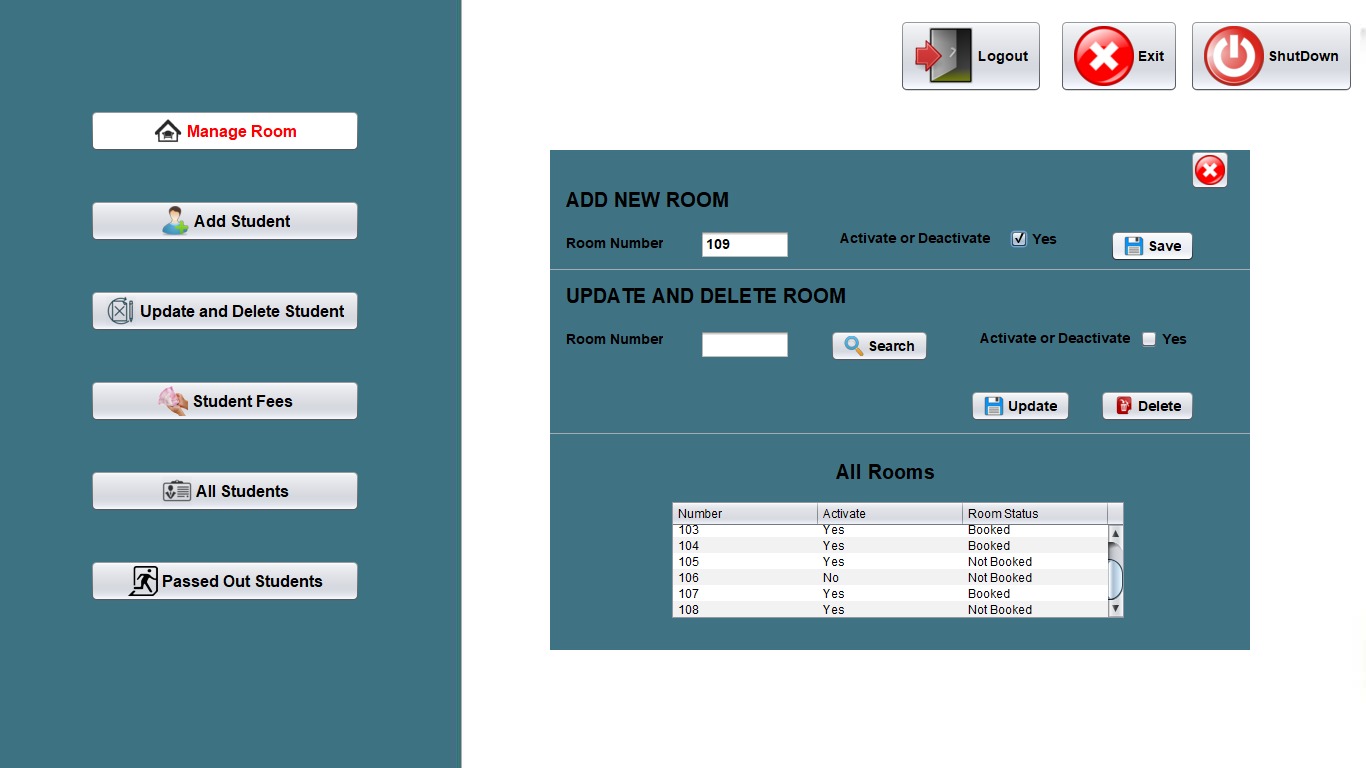 Logout Exit ShutDown
Manage Room
Add Student
Update and Delete Student
Student Fees
All Students
Passed Out Students
ADD NEW ROOM
Room Number 109 Activate or Deactivate Yes Save
UPDATE AND DELETE ROOM
Room Number Search Activate or Deactivate Yes
Update Delete
All Rooms
Number Activate Room Status
103 Yes Booked
104 Yes Booked
105 Yes Not Booked
106 No Not Booked
107 Yes Booked
108 Yes Not Booked